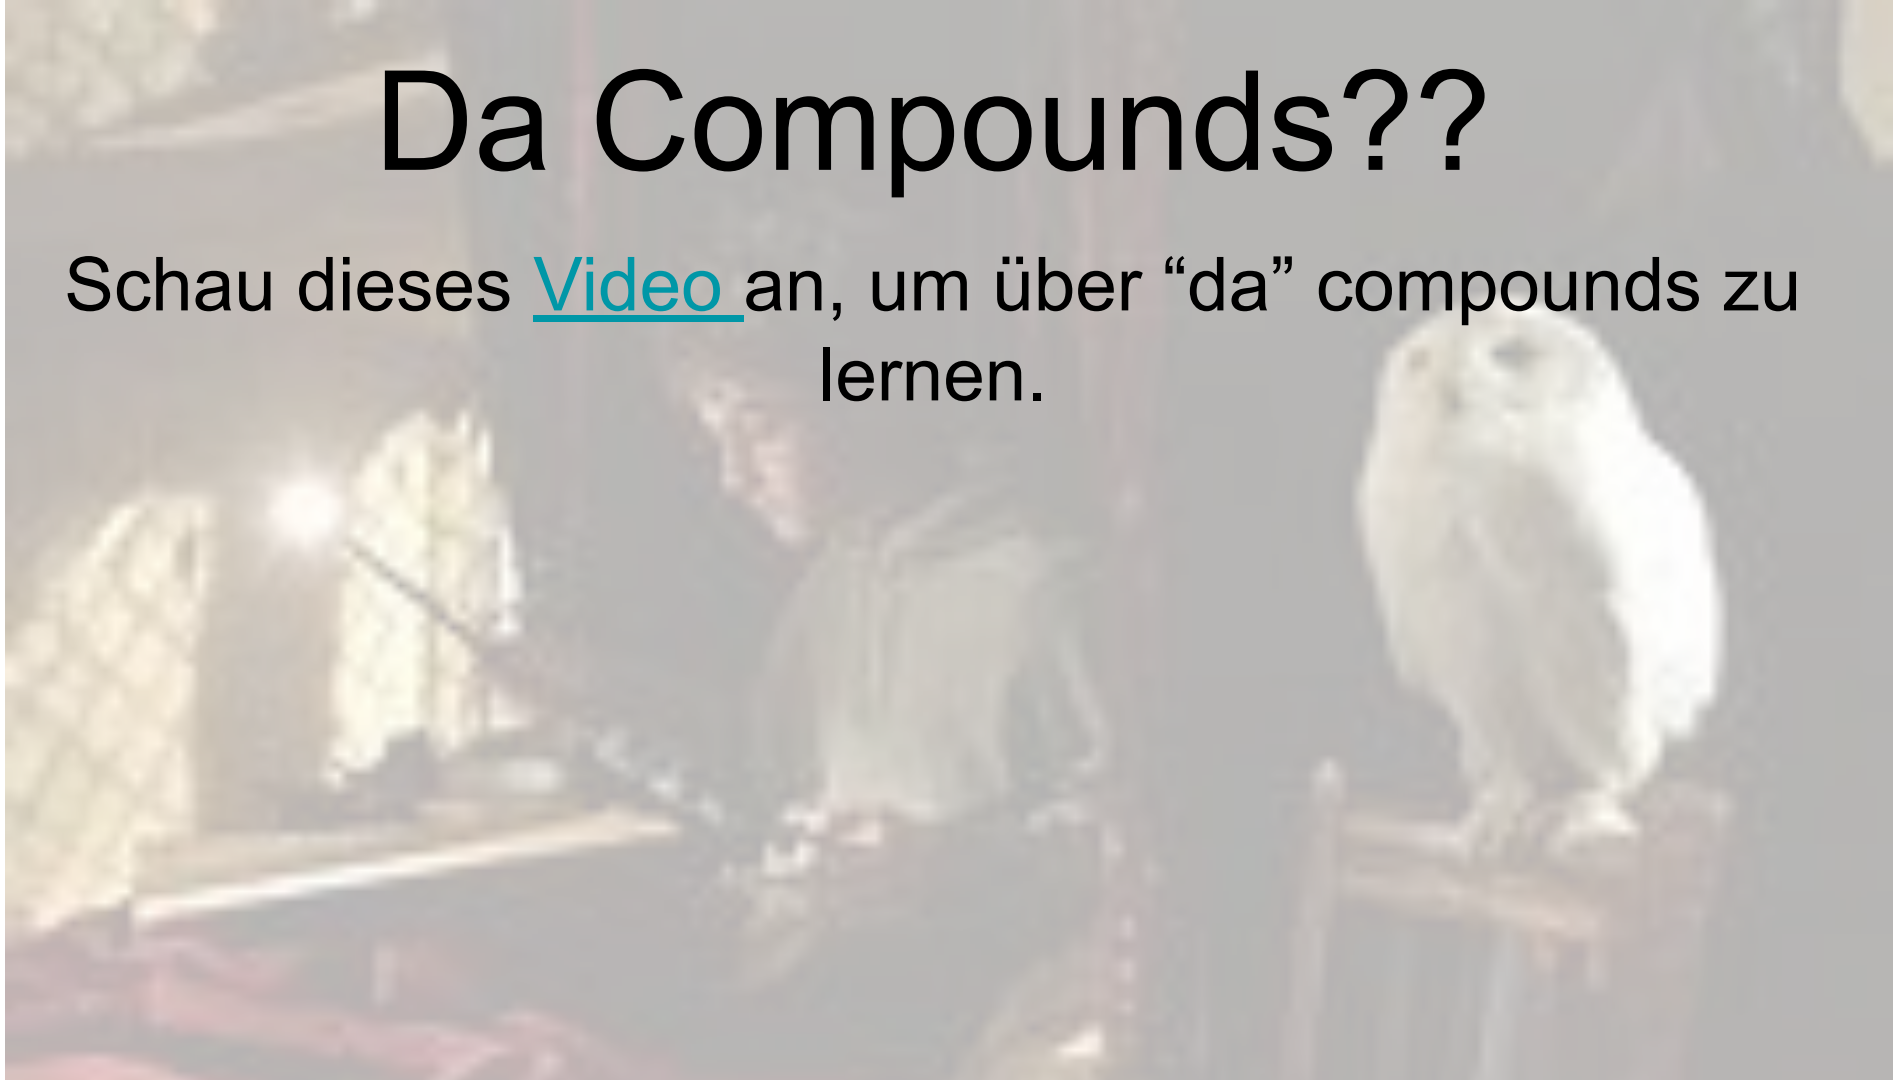 Da Compounds??
Schau dieses Video an, um über “da” compounds zu
lernen.